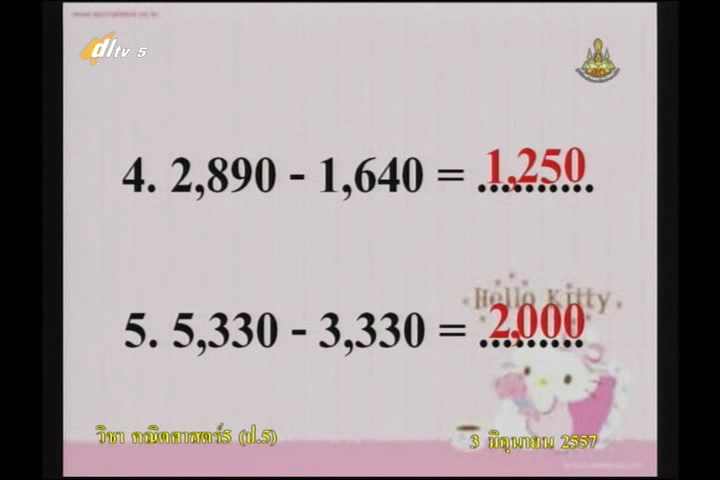 dltv 5
4. 2,890 - 1,640 = 1,250
Hello Kitty
5. 5,330 - 3,330 = 2,000
วิชา คณิตศาสตร์5 (ป.5)
3 มิถุนายน 2557